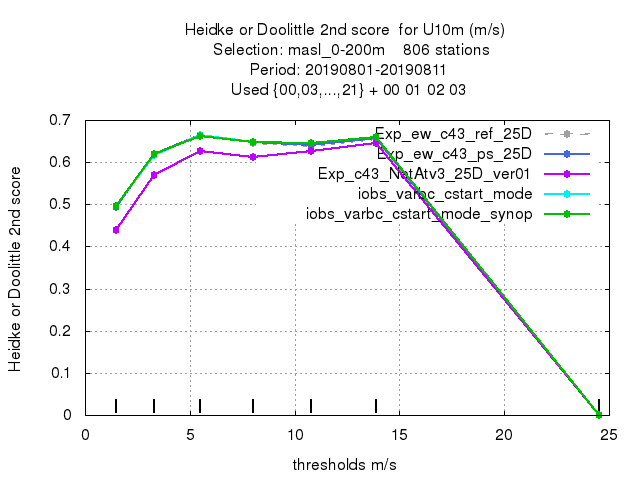 Heidke or Doolittle 2nd score  for U10m (m/s)
Selection: masl_0-200m    806 stations
Period: 20190801-20190811
Used {00,03,...,21} + 00 01 02 03
Heidke or Doolittle 2nd score
0.7
0.6
0.5
0.4
0.3
0.2
0.1
0
Exp_ew_c43_ref_25D
Exp_ew_c43_ps_25D
Exp_c43_NetAtv3_25D_ver01
iobs_varbc_cstart_mode
iobs_varbc_cstart_mode_synop
0 5 10 15 20 25
thresholds m/s